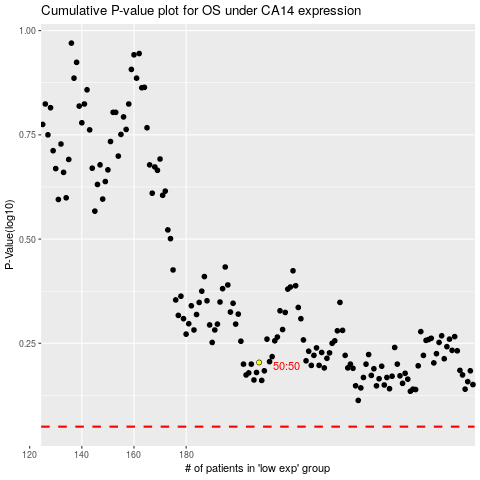 Cumulative P-value plot for OS under CA14 expression
1.00
0.75
0.50
0.25
P-Value(log10)
50:50
120 140 160 180
# of patients in 'low exp' group